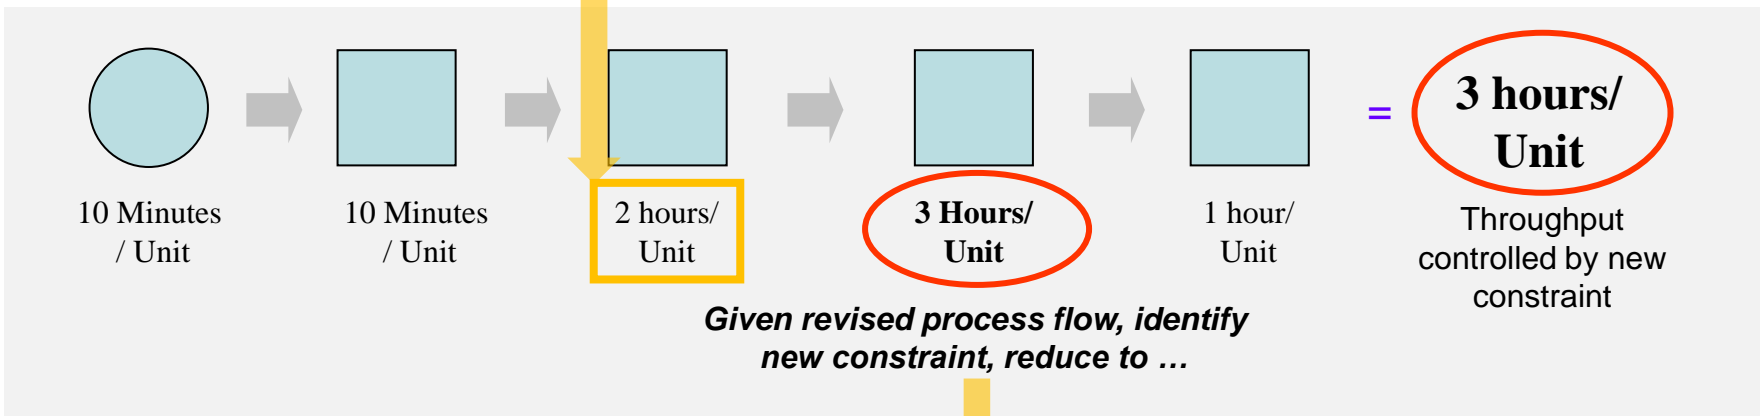 10 Minutes
/ Unit
10 Minutes
/ Unit
2 hours/
Unit
3 Hours/
Unit
1 hour/
Unit
=
3 hours/
Unit
Throughput
controlled by new
constraint
Given revised process flow, identify
new constraint, reduce to …